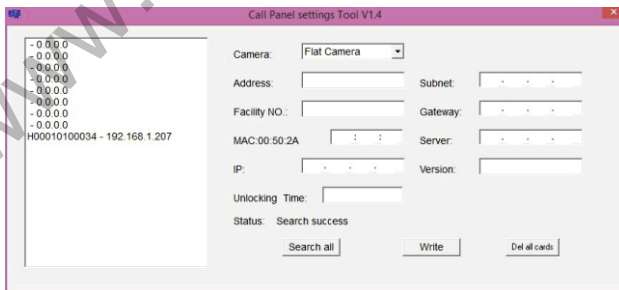 Call Panel settings Tool V1.4
- 0.0.0.0
- 0.0.0.0
- 0.0.0.0
- 0.0.0.0
- 0.0.0.0
- 0.0.0.0
- 0.0.0.0
- 0.0.0.0
H00010100034 - 192.168.1.207
Camera: Flat Camera
Address: Subnet:
Facility NO.: Gateway:
MAC:00:50:2A : : Server:
IP: Version:
Unlocking Time:
Status: Search success
Search all Write Del all cards
www.